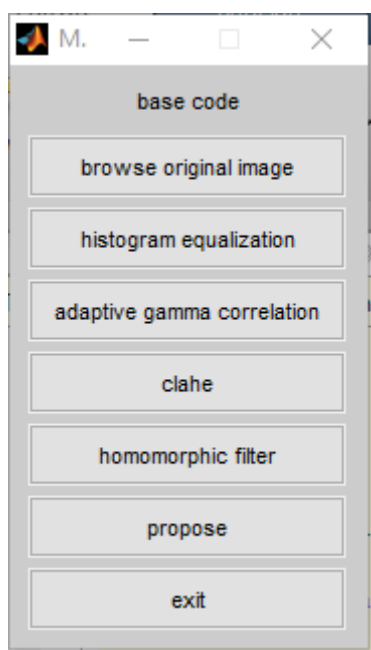 M.
base code
browse original image
histogram equalization
adaptive gamma correlation
clahe
homomorphic filter
propose
exit